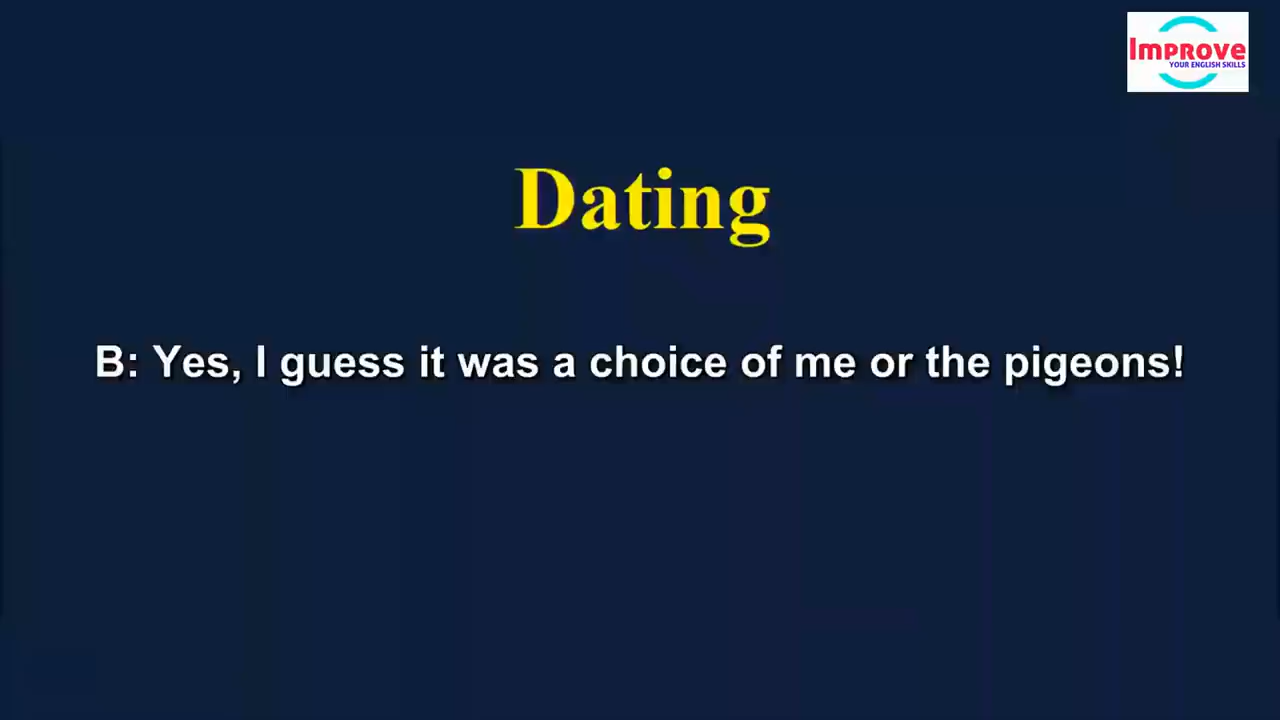 Improve
YOUR ENGLISH SKILLS
Dating
B: Yes, I guess it was a choice of me or the pigeons!